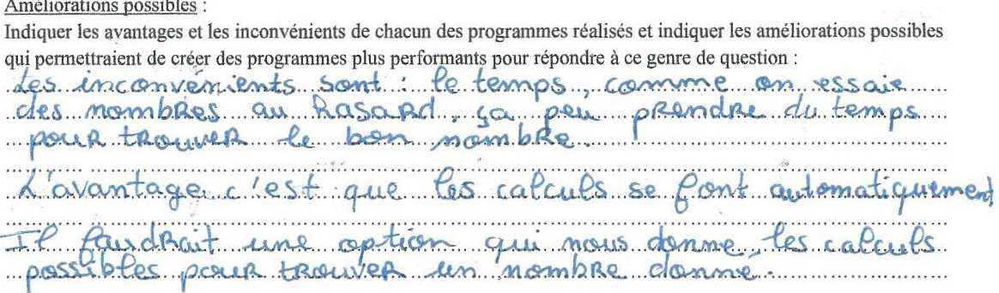 Améliorations possibles :
Indiquer les avantages et les inconvénients de chacun des programmes réalisés et indiquer les améliorations possibles
qui permettraient de créer des programmes plus performants pour répondre à ce genre de question :
Les inconvénients sont : le temps, comme on essaie
des nombres au hasard, ça peu prendre du temps
pour trouver le bon nombre.
L'avantage c'est que les calculs se font automatiquement
Il faudrait une option qui nous donne, les calculs
possibles pour trouver un nombre donne.